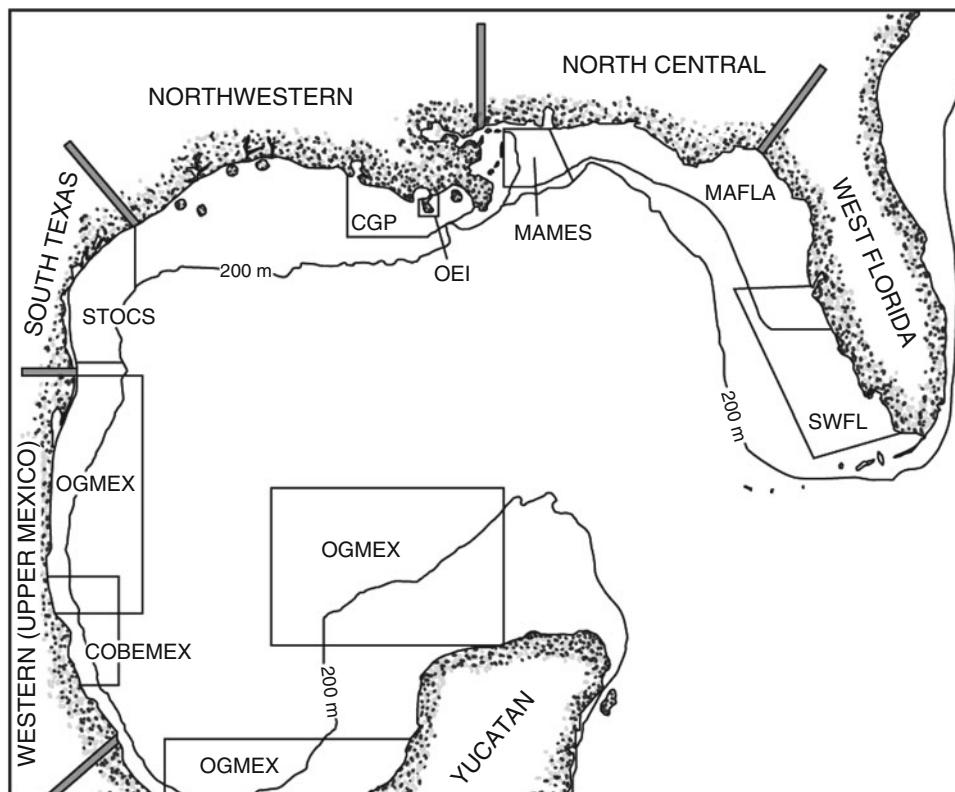 NORTH CENTRAL
NORTHWESTERN
MAFLA
WEST FLORIDA
CGP
MAMES
OEI
200 m
SOUTH TEXAS
STOCS
200 m
SWFL
OGMEX
OGMEX
WESTERN (UPPER MEXICO)
COBEMEX
200 m
YUCATAN
OGMEX